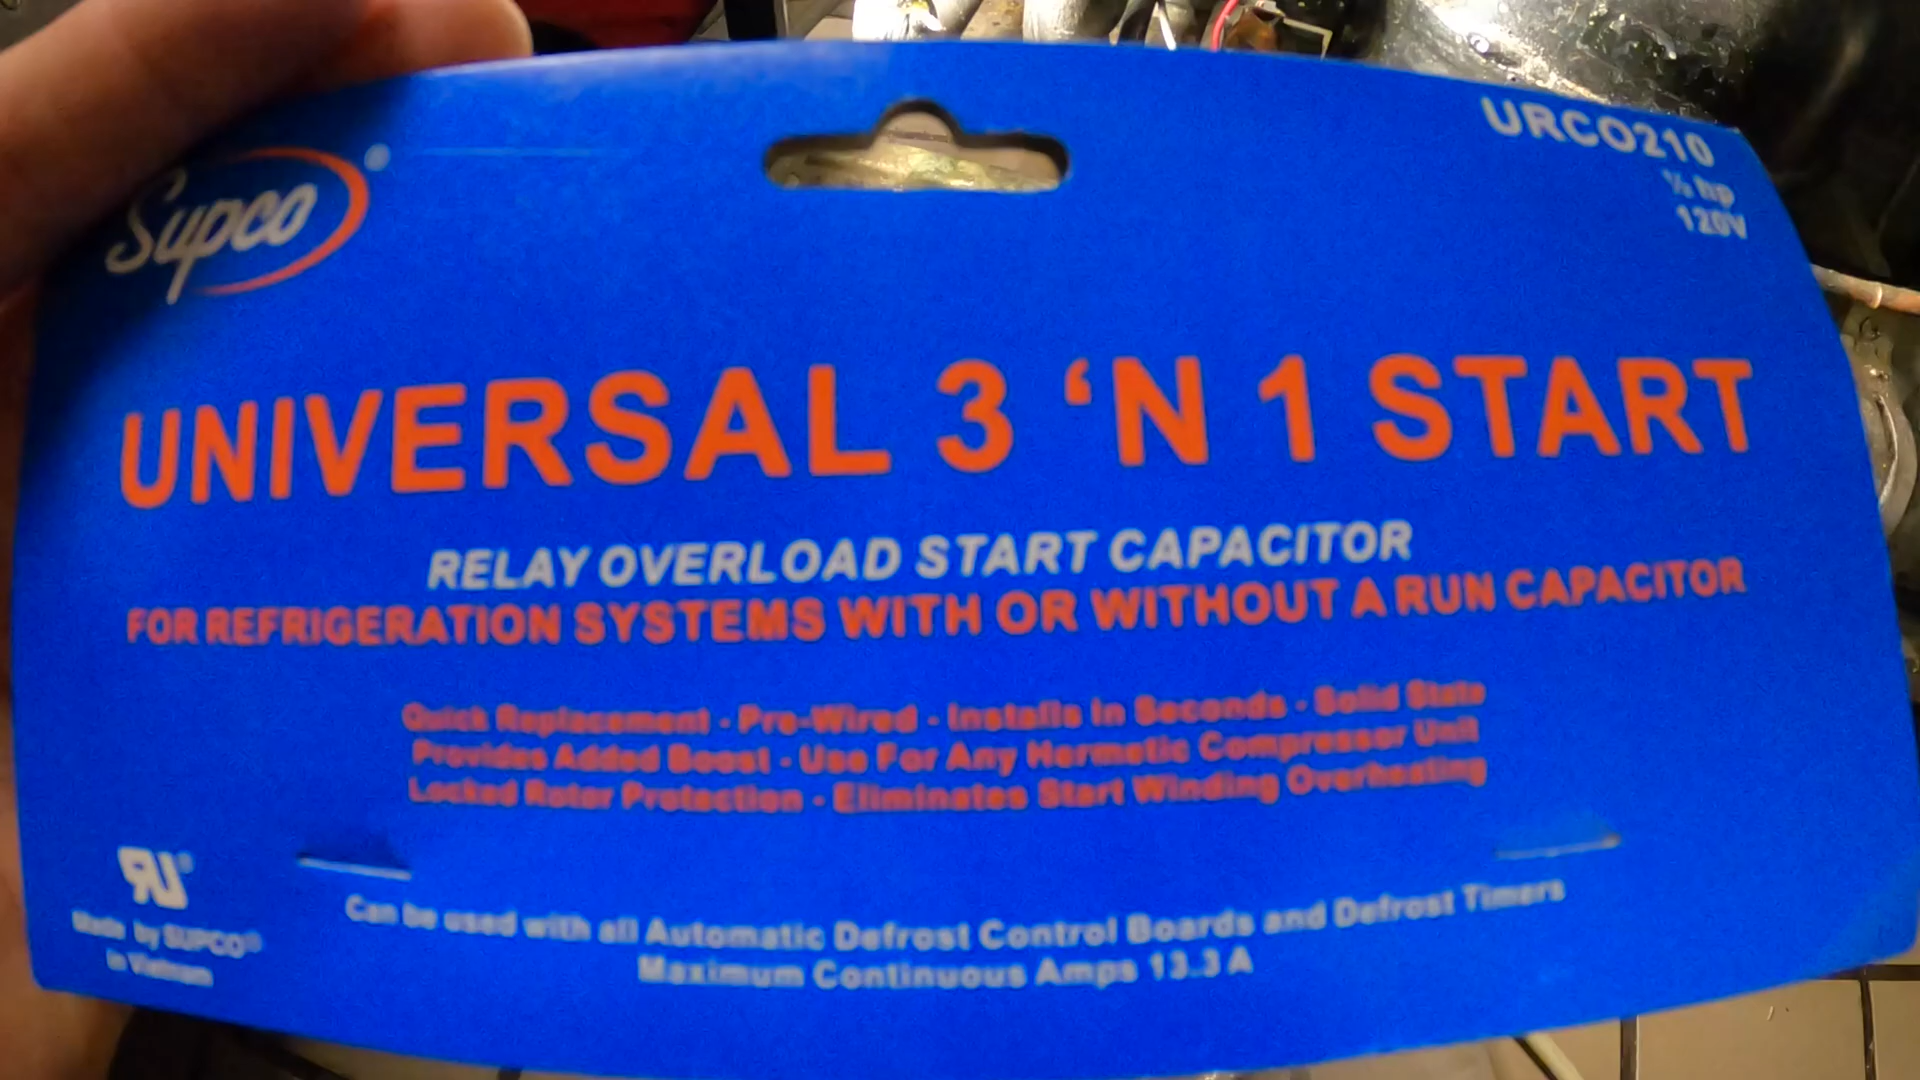 Supco®
URCO210
hp
120V
UNIVERSAL 3 ‘N 1 START
RELAY OVERLOAD START CAPACITOR
FOR REFRIGERATION SYSTEMS WITH OR WITHOUT A RUN CAPACITOR
Quick Replacement - Pre-Wired - Installs In Seconds - Solid State
Provides Added Boost - Use For Any Hermetic Compressor Unit
Locked Rotor Protection - Eliminates Start Winding Overheating
Can be used with all Automatic Defrost Control Boards and Defrost Timers
Maximum Continuous Amps 13.3 A
Made by SUPCO®
In Vietnam